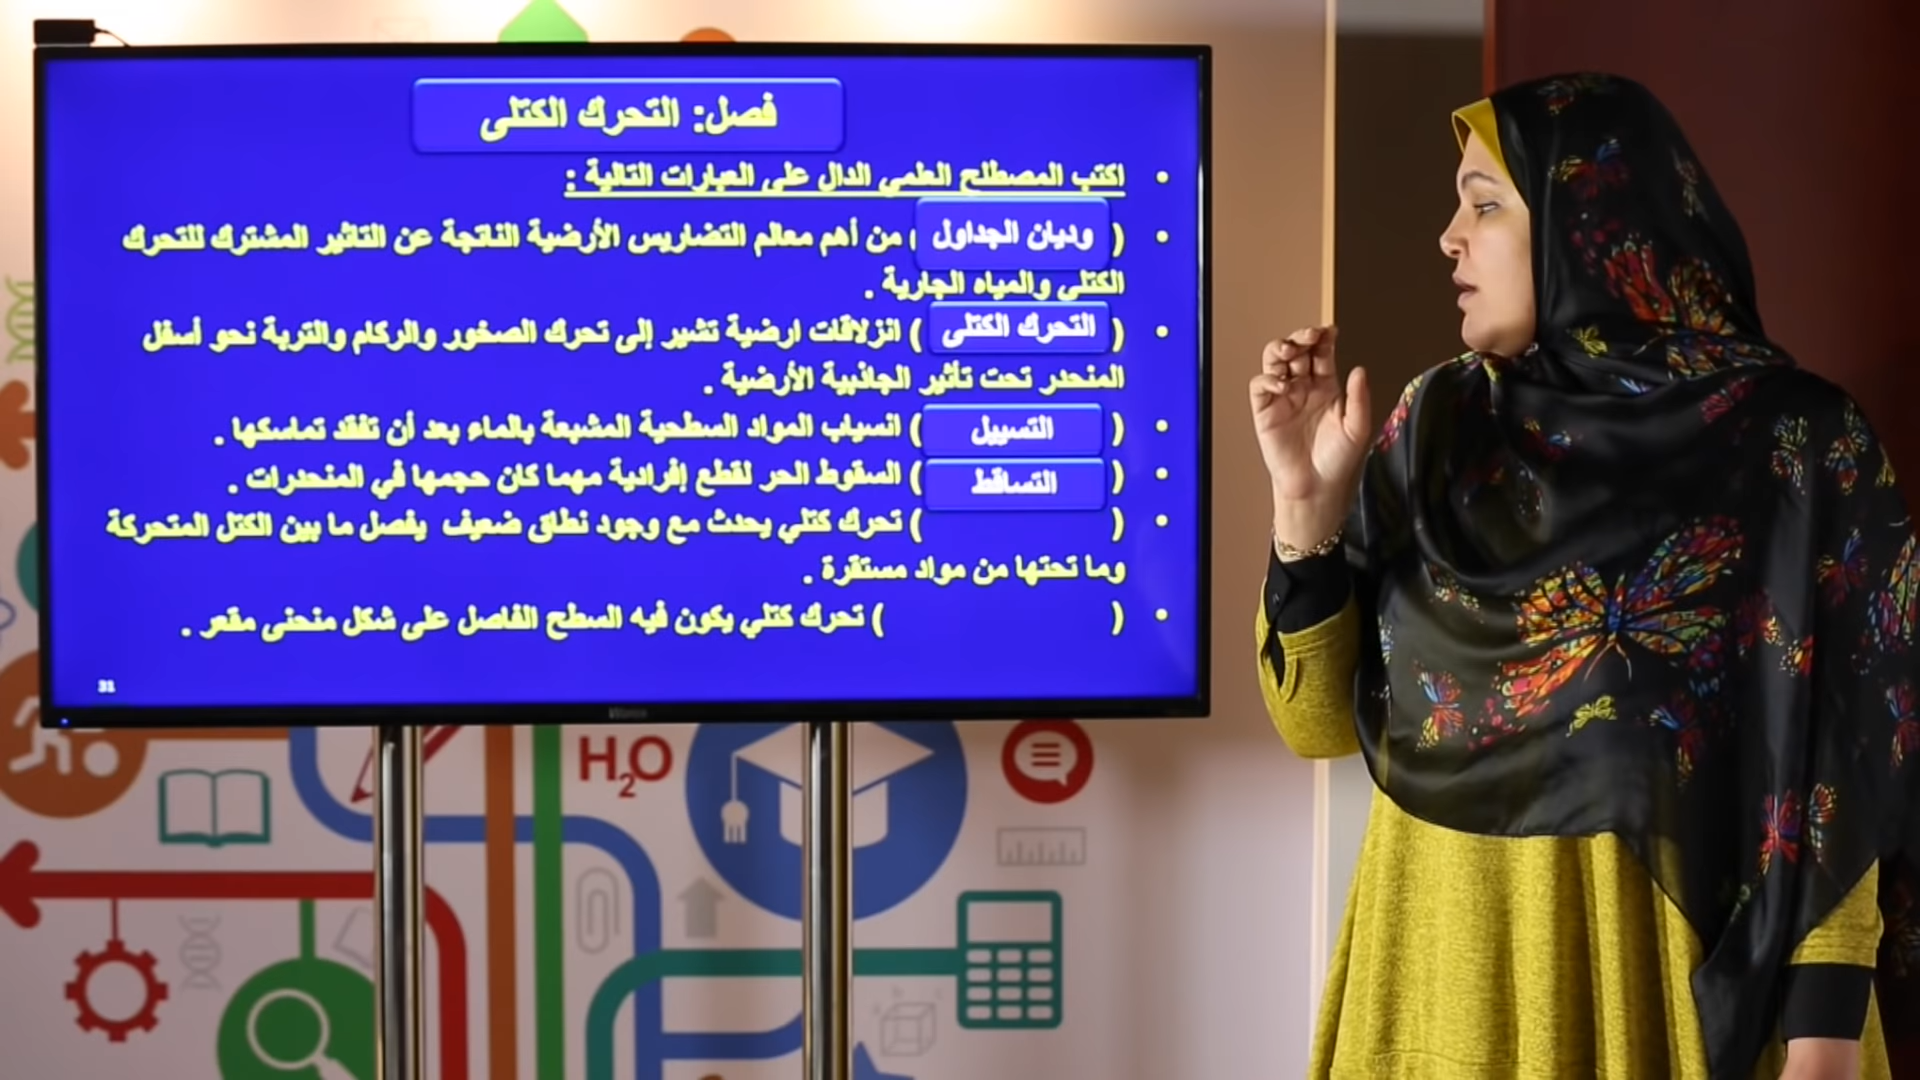 فصل: التحرك الكتلى
• اكتب المصطلح العلمي الدال على العبارات التالية :
• ( وديان الجداول ) من أهم معالم التضاريس الأرضية الناتجة عن التاثير المشترك للتحرك
الكتلى والمياه الجارية .
• ( التحرك الكتلى ) انزلاقات ارضية تشير إلى تحرك الصخور والركام والتربة نحو أسفل
المنحدر تحت تأثير الجاذبية الأرضية .
• ( التسييل ) انسياب المواد السطحية المشبعة بالماء بعد أن تفقد تماسكها .
• ( التساقط ) السقوط الحر لقطع إفرادية مهما كان حجمها في المنحدرات .
• ( ) تحرك كتلي يحدث مع وجود نطاق ضعيف يفصل ما بين الكتل المتحركة
وما تحتها من مواد مستقرة .
• ( ) تحرك كتلي يكون فيه السطح الفاصل على شكل منحنى مقعر .
31
H2O